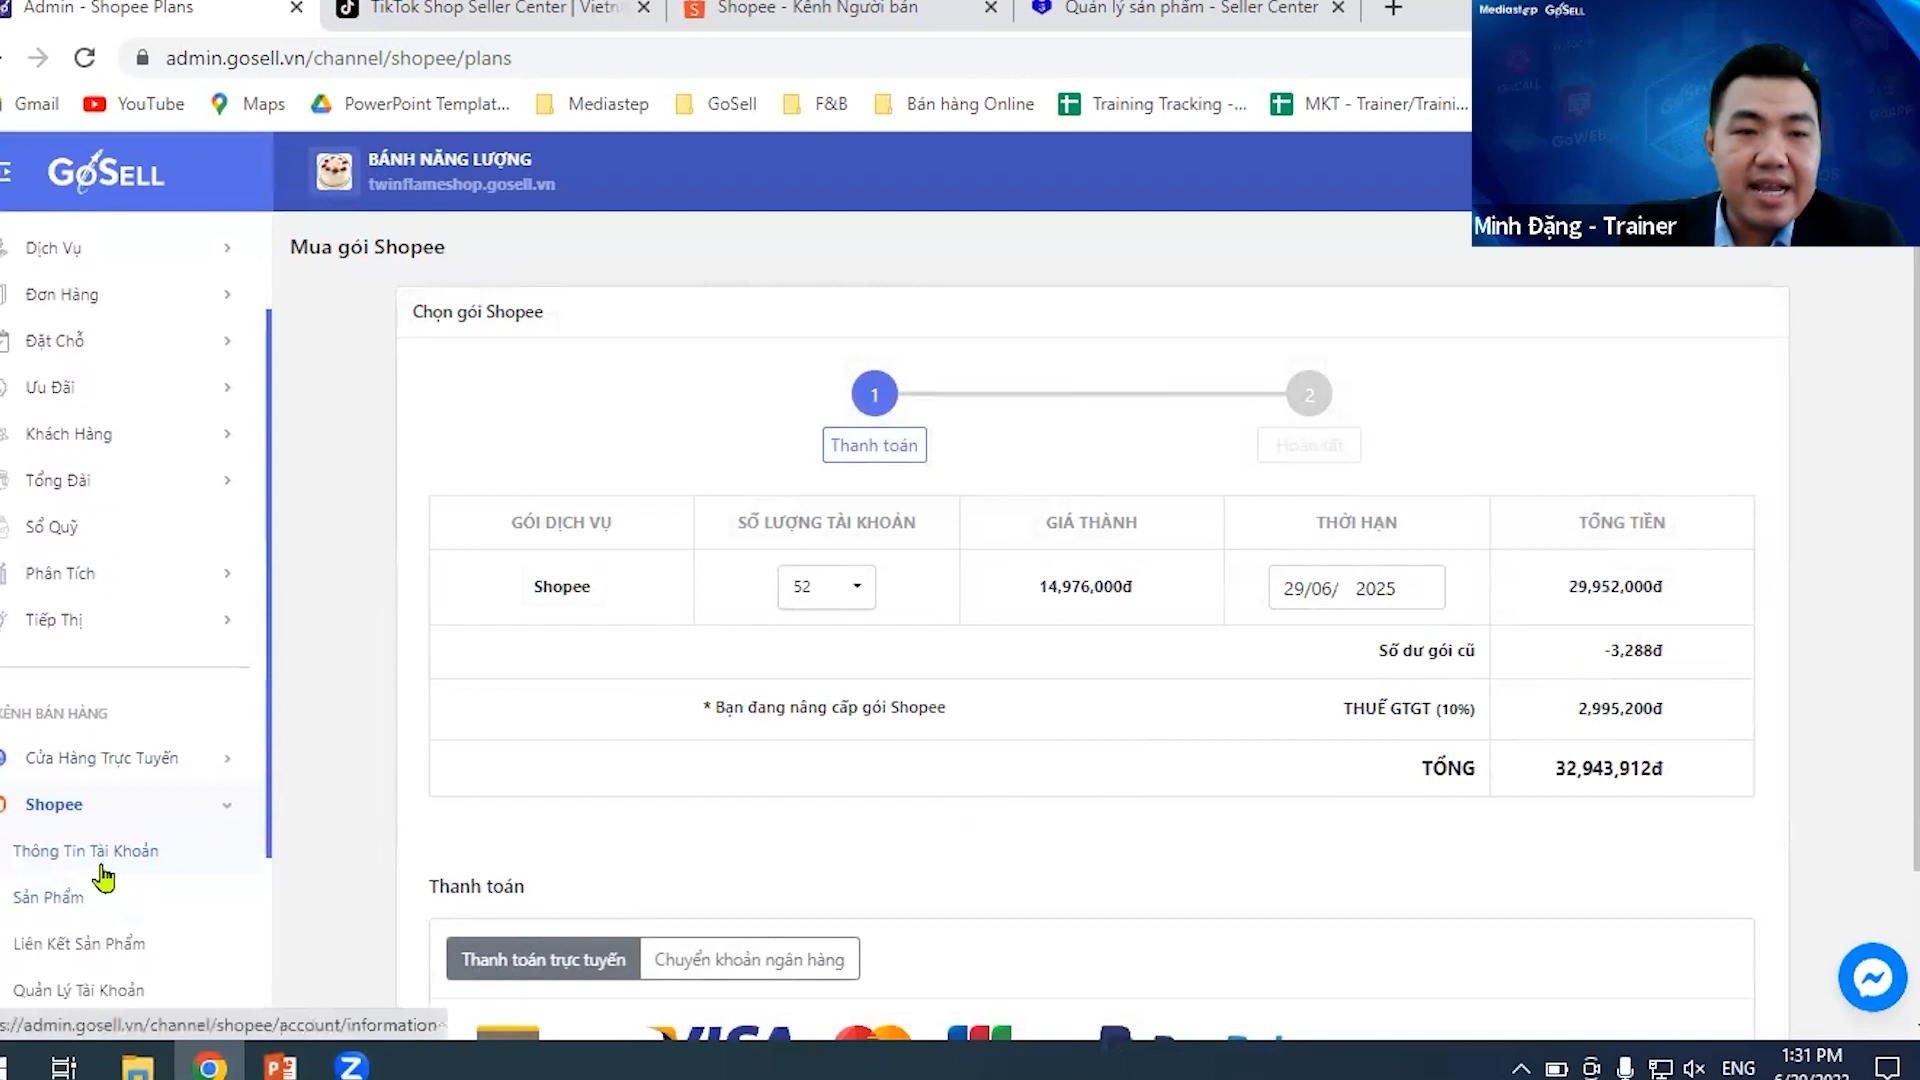 Admin - Shopee Plans
TikTok Shop Seller Center | Vietn
Shopee - Kênh Người bán
Quản lý sản phẩm - Seller Center
admin.gosell.vn/channel/shopee/plans
Gmail
YouTube
Maps
PowerPoint Templat...
Mediastep
GoSell
F&B
Bán hàng Online
Training Tracking -...
MKT - Trainer/Traini...
Mediastep GoSELL
GoWEB
Minh Đặng - Trainer
GoSELL
BÁNH NĂNG LƯỢNG
twinflameshop.gosell.vn
Dịch Vụ
Đơn Hàng
Đặt Chỗ
Ưu Đãi
Khách Hàng
Tổng Đài
Sổ Quỹ
Phân Tích
Tiếp Thị
KÊNH BÁN HÀNG
Cửa Hàng Trực Tuyến
Shopee
Thông Tin Tài Khoản
Sản Phẩm
Liên Kết Sản Phẩm
Quản Lý Tài Khoản
s://admin.gosell.vn/channel/shopee/account/information
Mua gói Shopee
Chọn gói Shopee
1
2
Thanh toán
Hoàn tất
GÓI DỊCH VỤ
SỐ LƯỢNG TÀI KHOẢN
GIÁ THÀNH
THỜI HẠN
TỔNG TIỀN
Shopee
52
14,976,000đ
29/06/ 2025
29,952,000đ
Số dư gói cũ
-3,288đ
* Bạn đang nâng cấp gói Shopee
THUẾ GTGT (10%)
2,995,200đ
TỔNG
32,943,912đ
Thanh toán
Thanh toán trực tuyến
Chuyển khoản ngân hàng
VISA
ENG
1:31 PM